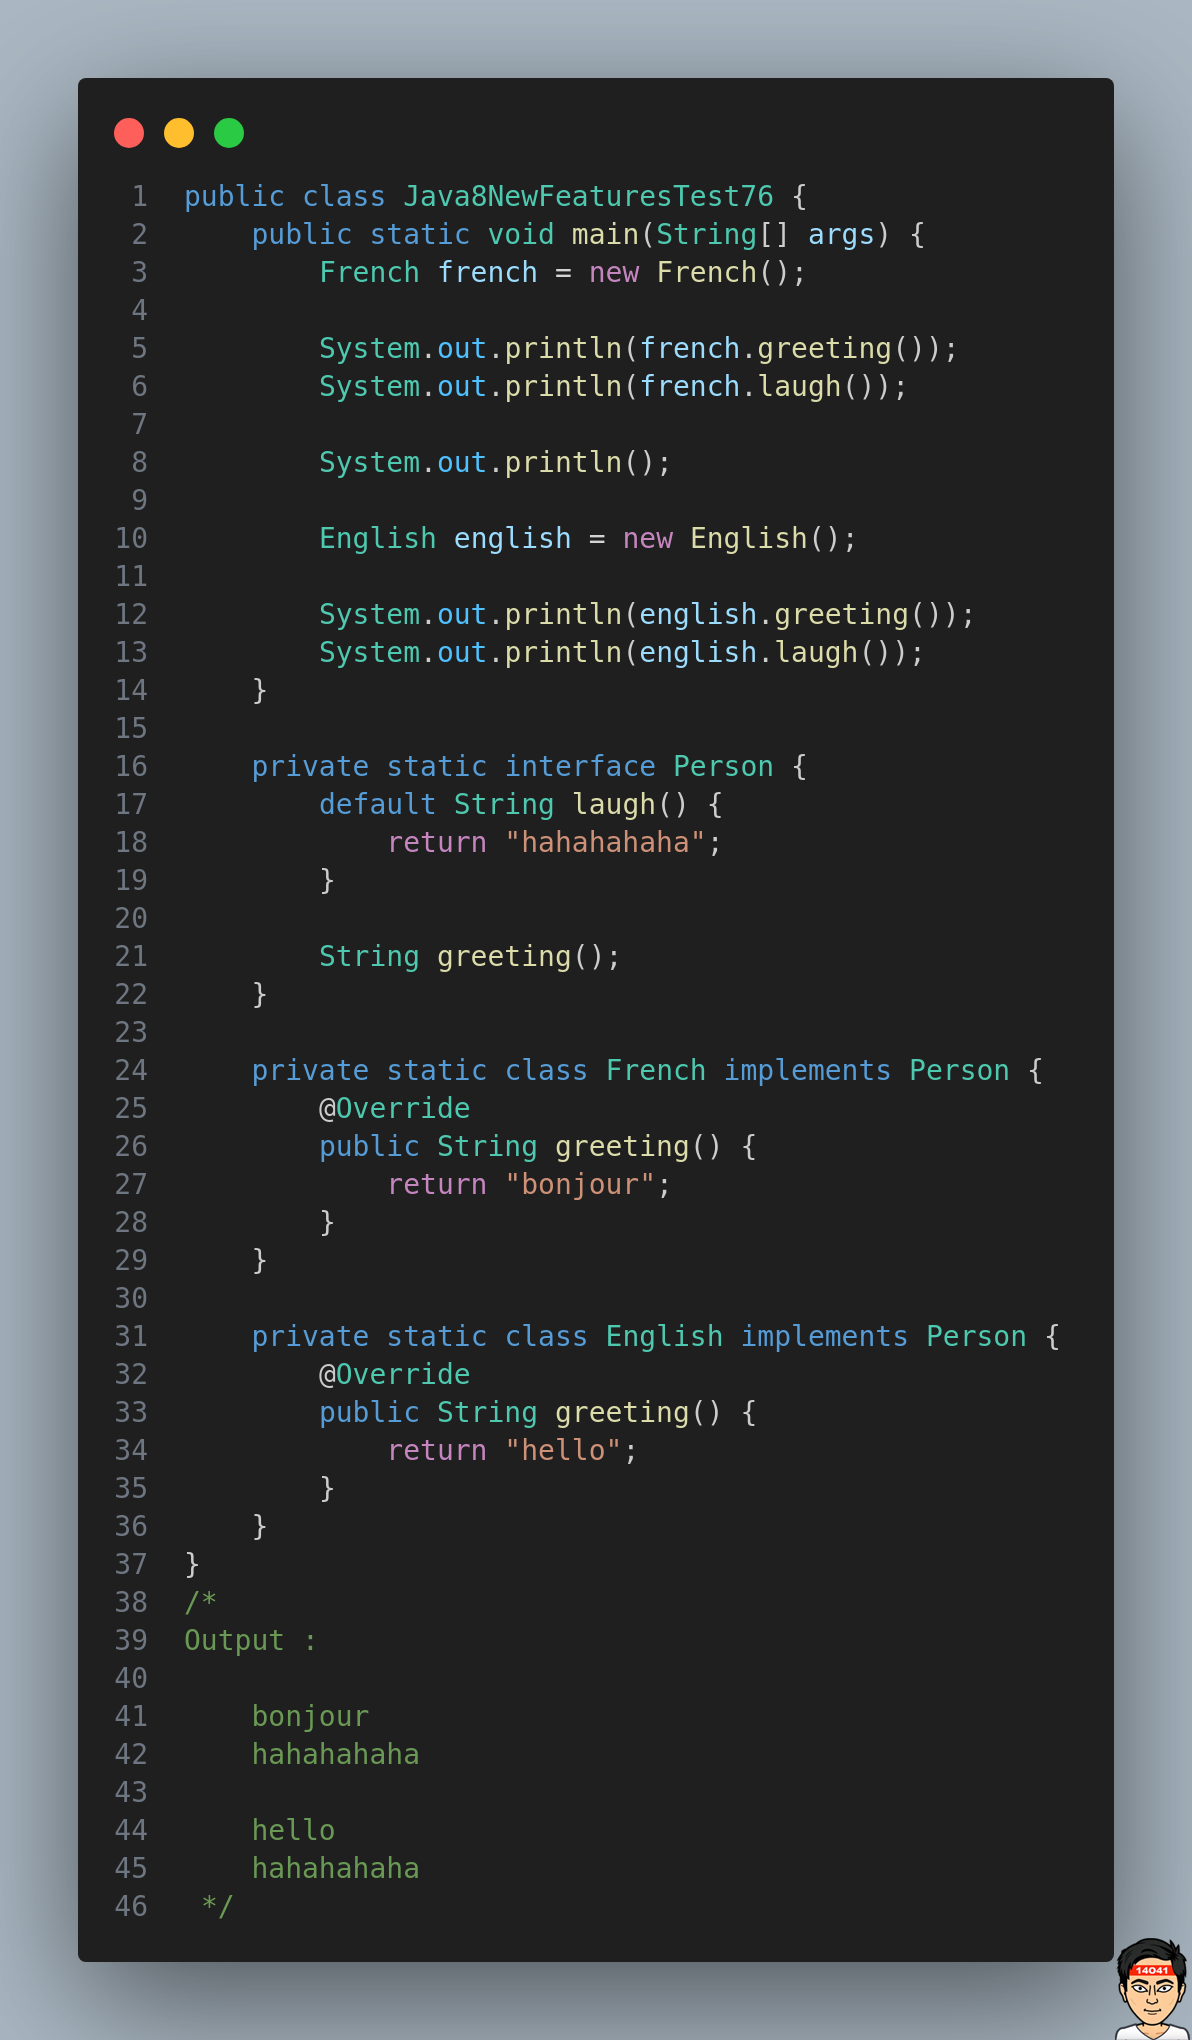 1 public class Java8NewFeaturesTest76 {
2     public static void main(String[] args) {
3         French french = new French();
4
5         System.out.println(french.greeting());
6         System.out.println(french.laugh());
7
8         System.out.println();
9
10         English english = new English();
11
12         System.out.println(english.greeting());
13         System.out.println(english.laugh());
14     }
15
16     private static interface Person {
17         default String laugh() {
18             return "hahahahaha";
19         }
20
21         String greeting();
22     }
23
24     private static class French implements Person {
25         @Override
26         public String greeting() {
27             return "bonjour";
28         }
29     }
30
31     private static class English implements Person {
32         @Override
33         public String greeting() {
34             return "hello";
35         }
36     }
37 }
38 /*
39 Output :
40
41     bonjour
42     hahahahaha
43
44     hello
45     hahahahaha
46  */
14041